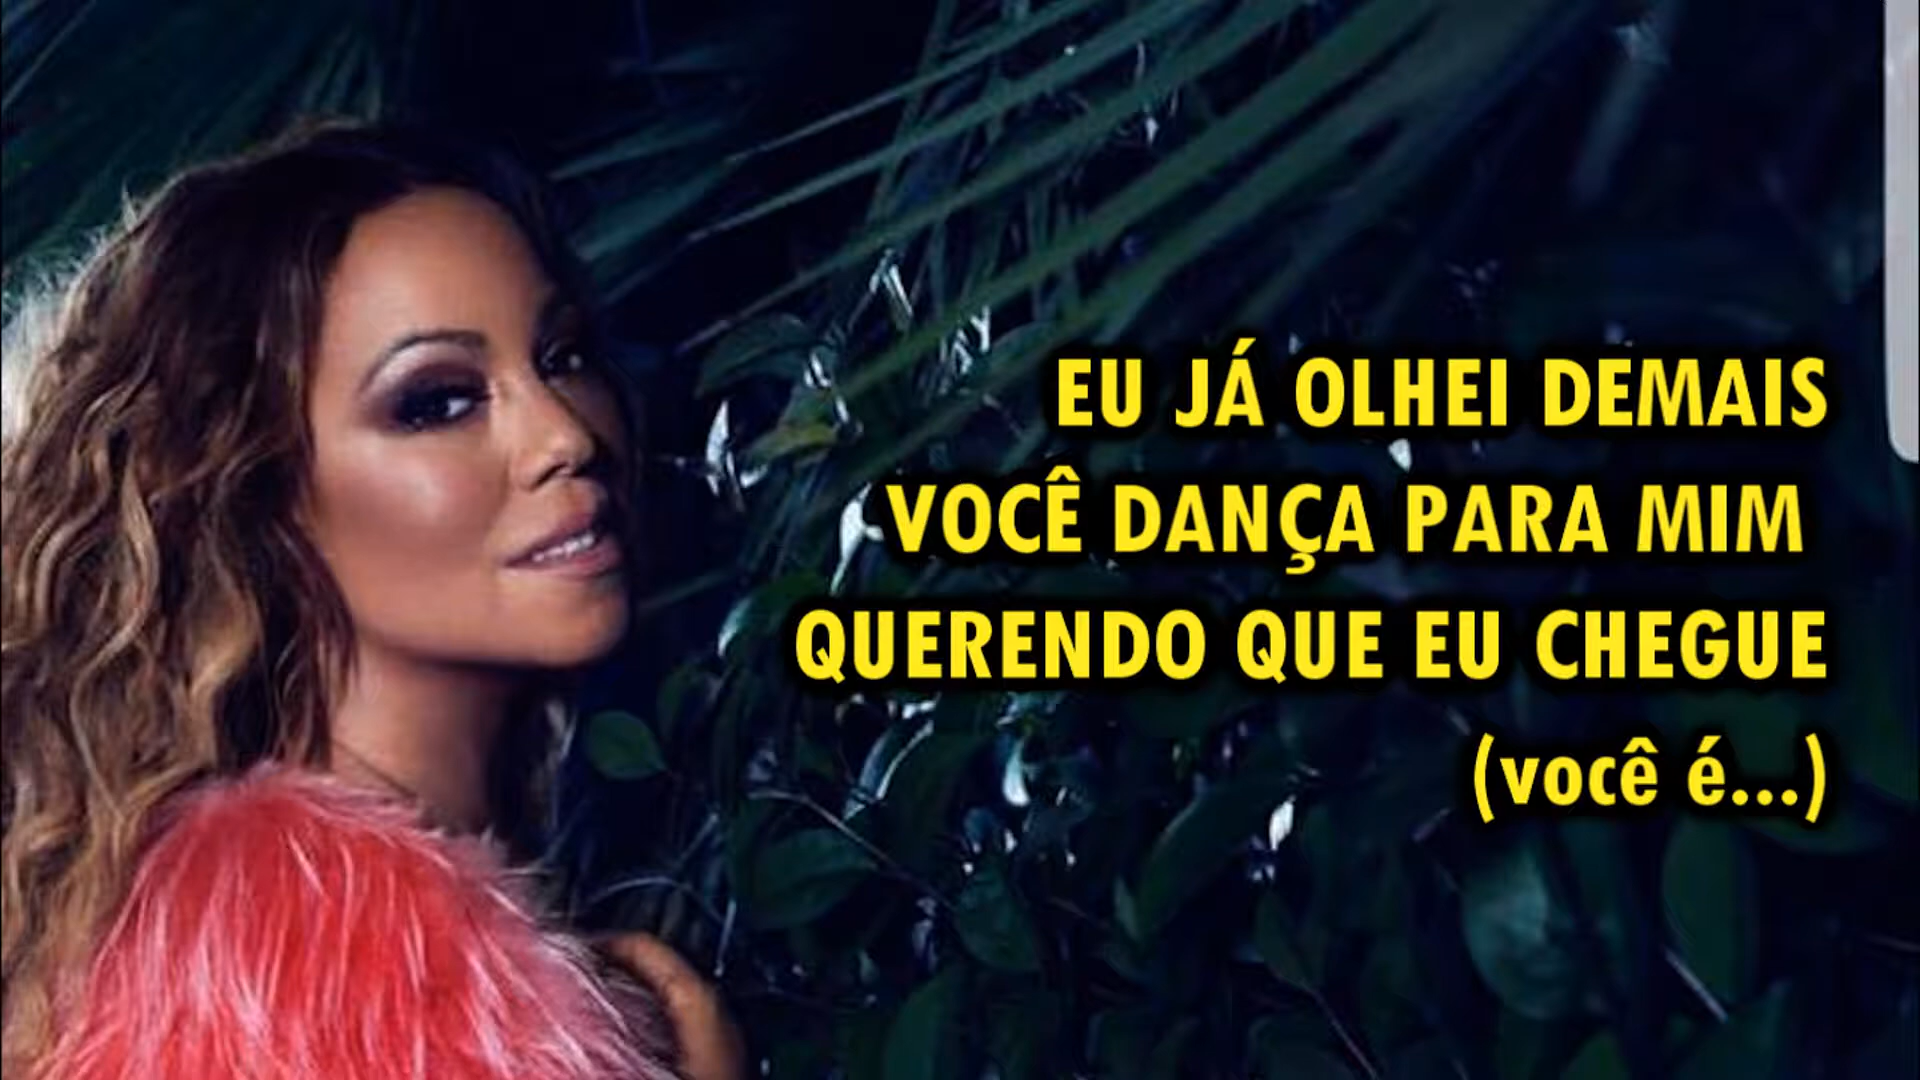 EU JÁ OLHEI DEMAIS
VOCÊ DANÇA PARA MIM
QUERENDO QUE EU CHEGUE
(você é...)